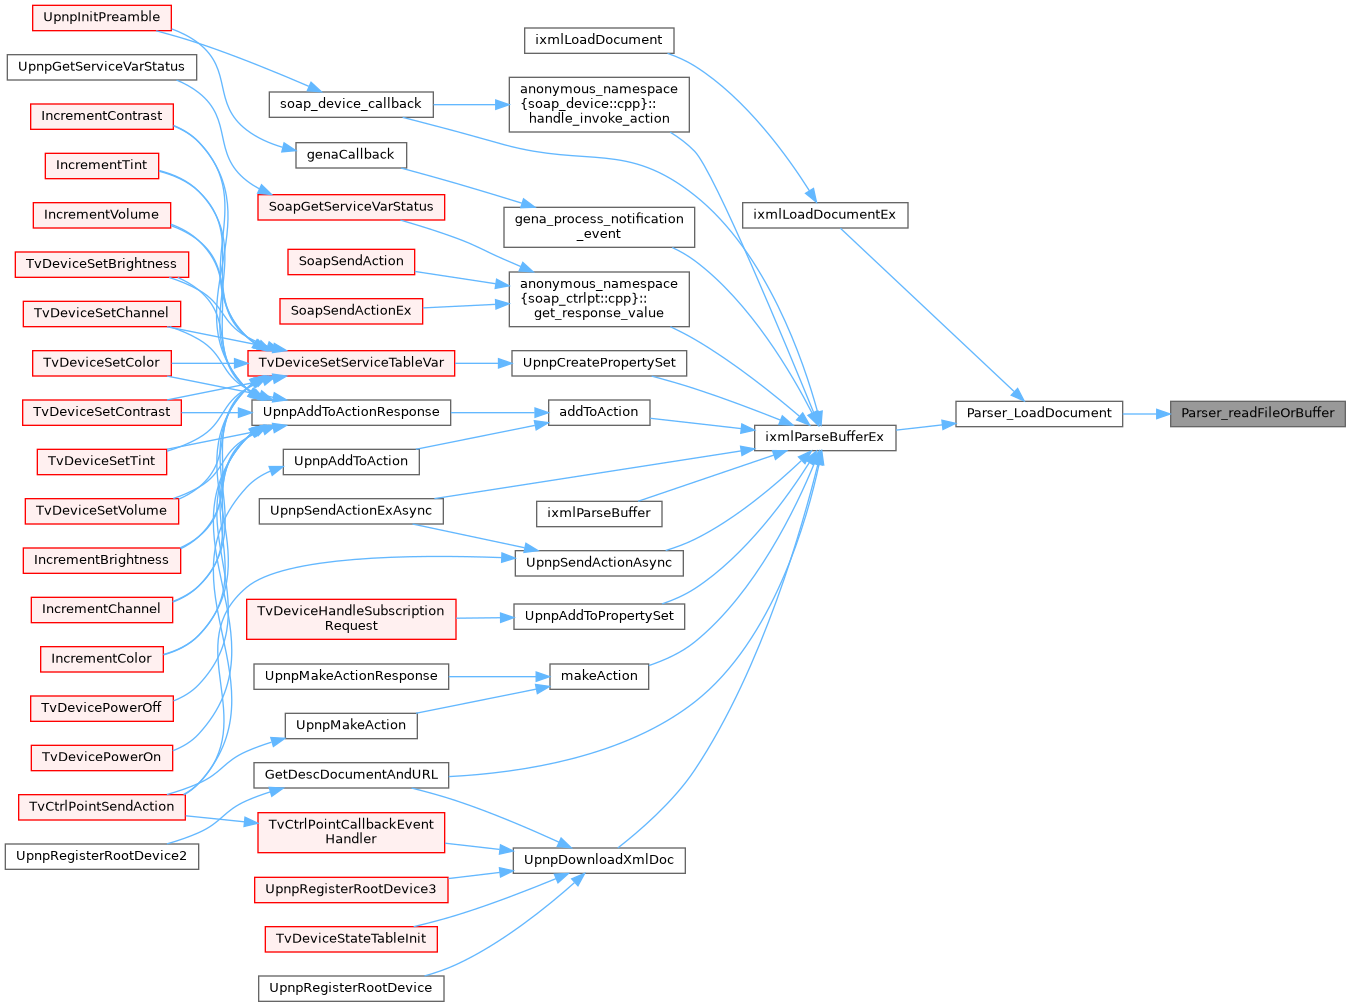 UpnpInitPreamble
UpnpGetServiceVarStatus
IncrementContrast
IncrementTint
IncrementVolume
TvDeviceSetBrightness
TvDeviceSetChannel
TvDeviceSetColor
TvDeviceSetContrast
TvDeviceSetTint
TvDeviceSetVolume
IncrementBrightness
IncrementChannel
IncrementColor
TvDevicePowerOff
TvDevicePowerOn
TvCtrlPointSendAction
UpnpRegisterRootDevice2
soap_device_callback
genaCallback
SoapGetServiceVarStatus
SoapSendAction
SoapSendActionEx
TvDeviceSetServiceTableVar
UpnpAddToActionResponse
UpnpAddToAction
UpnpSendActionExAsync
TvDeviceHandleSubscription
Request
UpnpMakeActionResponse
UpnpMakeAction
GetDescDocumentAndURL
TvCtrlPointCallbackEvent
Handler
UpnpRegisterRootDevice3
TvDeviceStateTableInit
UpnpRegisterRootDevice
ixmlLoadDocument
anonymous_namespace
{soap_device::cpp}::
handle_invoke_action
gena_process_notification
_event
anonymous_namespace
{soap_ctrlpt::cpp}::
get_response_value
UpnpCreatePropertySet
addToAction
ixmlParseBuffer
UpnpSendActionAsync
UpnpAddToPropertySet
makeAction
UpnpDownloadXmlDoc
ixmlLoadDocumentEx
ixmlParseBufferEx
Parser_LoadDocument
Parser_readFileOrBuffer